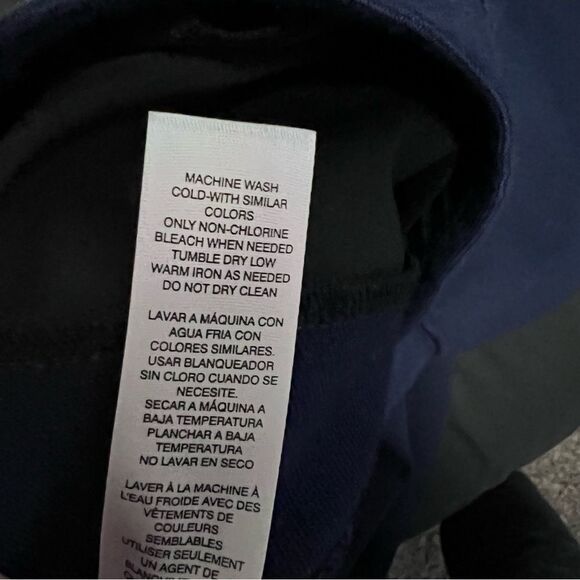 MACHINE WASH
COLD-WITH SIMILAR
COLORS
ONLY NON-CHLORINE
BLEACH WHEN NEEDED
TUMBLE DRY LOW
WARM IRON AS NEEDED
DO NOT DRY CLEAN
LAVAR A MÁQUINA CON
AGUA FRIA CON
COLORES SIMILARES.
USAR BLANQUEADOR
SIN CLORO CUANDO SE
NECESITE.
SECAR A MÁQUINA A
BAJA TEMPERATURA
PLANCHAR A BAJA
TEMPERATURA
NO LAVAR EN SECO
LAVER À LA MACHINE À
L'EAU FROIDE AVEC DES
VÊTEMENTS DE
COULEURS
SEMBLABLES
UTILISER SEULEMENT
UN AGENT DE